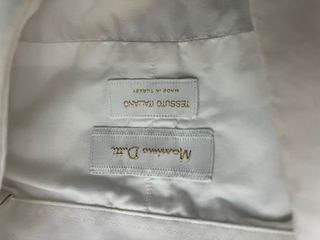 Massimo Dutti
TESSUTO ITALIANO
MADE IN TURKEY